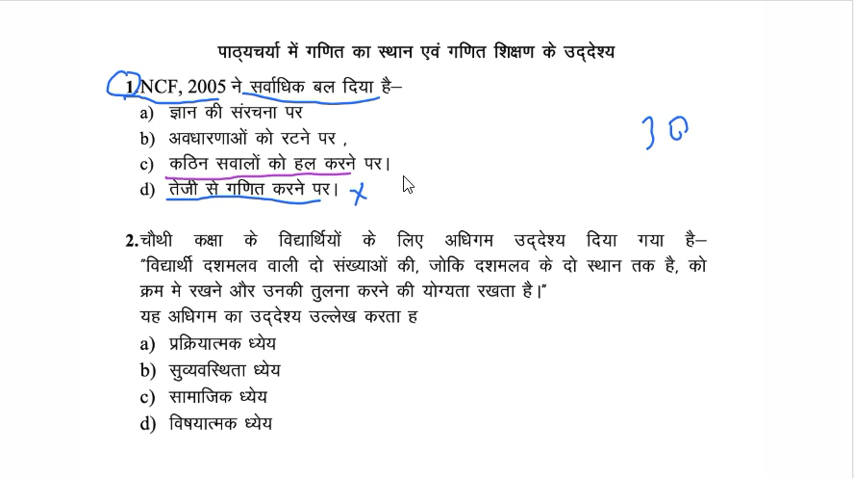 पाठ्यचर्या में गणित का स्थान एवं गणित शिक्षण के उद्देश्य
1. NCF, 2005 ने सर्वाधिक बल दिया है–
a) ज्ञान की संरचना पर
b) अवधारणाओं को रटने पर ,
30
c) कठिन सवालों को हल करने पर।
d) तेजी से गणित करने पर। x
2. चौथी कक्षा के विद्यार्थियों के लिए अधिगम उद्देश्य दिया गया है–
"विद्यार्थी दशमलव वाली दो संख्याओं की, जोकि दशमलव के दो स्थान तक है, को
क्रम मे रखने और उनकी तुलना करने की योग्यता रखता है।"
यह अधिगम का उद्देश्य उल्लेख करता ह
a) प्रक्रियात्मक ध्येय
b) सुव्यवस्थिता ध्येय
c) सामाजिक ध्येय
d) विषयात्मक ध्येय